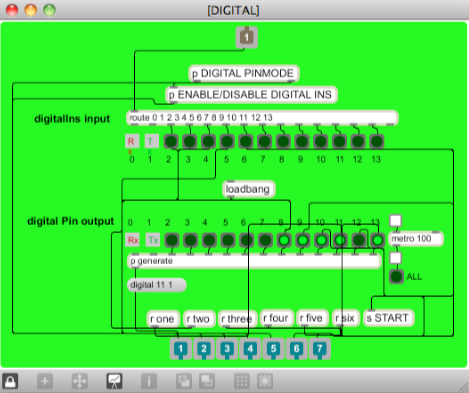 [DIGITAL]
1
p DIGITAL PINMODE
p ENABLE/DISABLE DIGITAL INS
digitalIns input
route 0 1 2 3 4 5 6 7 8 9 10 11 12 13
R T
x x
0 1 2 3 4 5 6 7 8 9 10 11 12 13
loadbang
digital Pin output
0 1 2 3 4 5 6 7 8 9 10 11 12 13
Rx Tx
metro 100
p generate
ALL
digital 11 1
r one r two r three r four r five r six s START
1 2 3 4 5 6 7